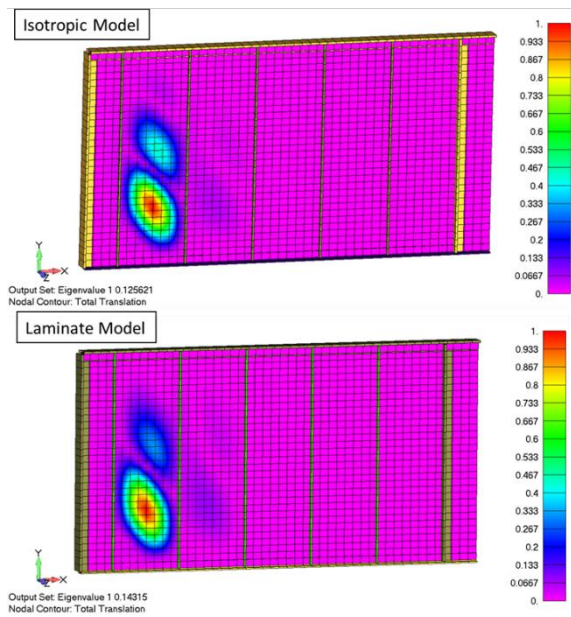 Isotropic Model
1.
0.933
0.867
0.8
0.733
0.667
0.6
0.533
0.467
0.4
0.333
0.267
0.2
0.133
0.0667
0.
Y
X
Z
Output Set: Eigenvalue 1 0.125621
Nodal Contour: Total Translation
Laminate Model
1.
0.933
0.867
0.8
0.733
0.667
0.6
0.533
0.467
0.4
0.333
0.267
0.2
0.133
0.0667
0.
Y
X
Z
Output Set: Eigenvalue 1 0.14315
Nodal Contour: Total Translation